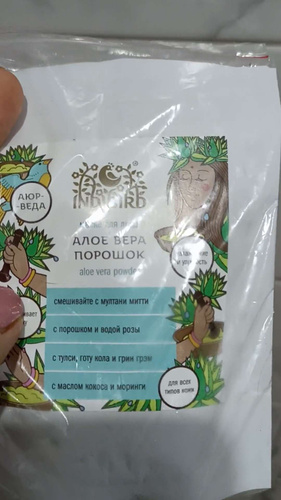 INDIBIRD
АЮР-
-ВЕДА
АЛОЕ ВЕРА
ПОРОШОК
aloe vera powder
смешивайте с мултани митти
с порошком и водой розы
с тулси, готу кола и грин грэм
с маслом кокоса и моринги
для всех
типов кожи